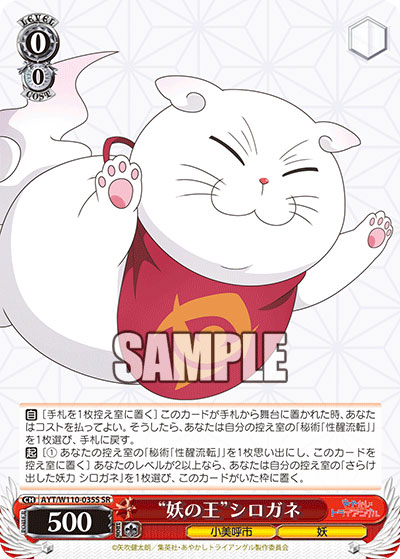 LEVEL
0
0
COST
SAMPLE
自［手札を1枚控え室に置く］このカードが手札から舞台に置かれた時、あなた
はコストを払ってよい。そうしたら、あなたは自分の控え室の「秘術「性醒流転」」
を1枚選び、手札に戻す。
起［① あなたの控え室の「秘術「性醒流転」」を1枚思い出にし、このカードを
控え室に置く］あなたのレベルが2以上なら、あなたは自分の控え室の「さらけ
出した妖力 シロガネ」を1枚選び、このカードがいた枠に置く。
CH AYT/W110-035S SR
500
“妖の王”シロガネ
小美呼市
妖
あやかし
トライアングル
©矢吹健太朗／集英社・あやかしトライアングル製作委員会